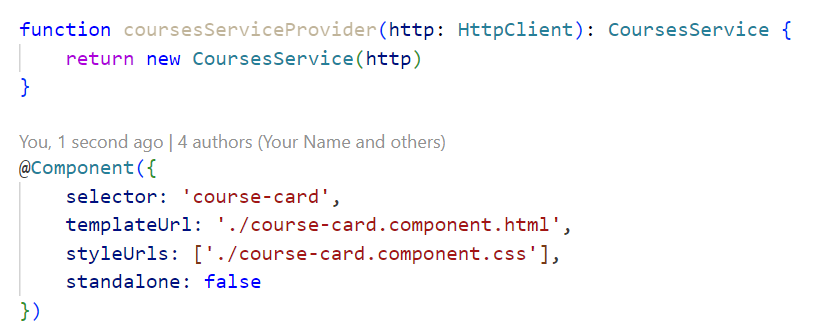 function coursesServiceProvider(http: HttpClient): CoursesService {
    return new CoursesService(http)
}
You, 1 second ago | 4 authors (Your Name and others)
@Component({
    selector: 'course-card',
    templateUrl: './course-card.component.html',
    styleUrls: ['./course-card.component.css'],
    standalone: false
})